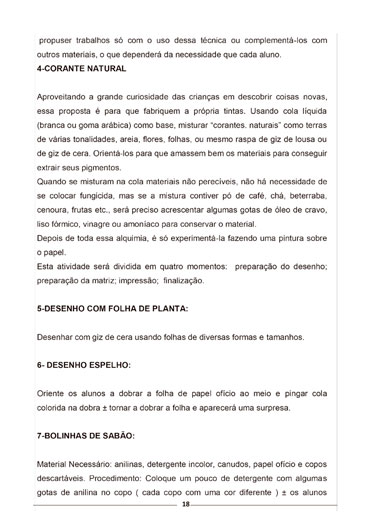 propuser trabalhos só com o uso dessa técnica ou complementá-los com
outros materiais, o que dependerá da necessidade que cada aluno.
4-CORANTE NATURAL
Aproveitando a grande curiosidade das crianças em descobrir coisas novas,
essa proposta é para que fabriquem a própria tintas. Usando cola líquida
(branca ou goma arábica) como base, misturar “corantes. naturais” como terras
de várias tonalidades, areia, flores, folhas, ou mesmo raspa de giz de lousa ou
de giz de cera. Orientá-los para que amassem bem os materiais para conseguir
extrair seus pigmentos.
Quando se misturam na cola materiais não perecíveis, não há necessidade de
se colocar fungicida, mas se a mistura contiver pó de café, chá, beterraba,
cenoura, frutas etc., será preciso acrescentar algumas gotas de óleo de cravo,
liso fórmico, vinagre ou amoníaco para conservar o material.
Depois de toda essa alquimia, é só experimentá-la fazendo uma pintura sobre
o papel.
Esta atividade será dividida em quatro momentos: preparação do desenho;
preparação da matriz; impressão; finalização.
5-DESENHO COM FOLHA DE PLANTA:
Desenhar com giz de cera usando folhas de diversas formas e tamanhos.
6- DESENHO ESPELHO:
Oriente os alunos a dobrar a folha de papel ofício ao meio e pingar cola
colorida na dobra ± tornar a dobrar a folha e aparecerá uma surpresa.
7-BOLINHAS DE SABÃO:
Material Necessário: anilinas, detergente incolor, canudos, papel ofício e copos
descartáveis. Procedimento: Coloque um pouco de detergente com algumas
gotas de anilina no copo ( cada copo com uma cor diferente ) ± os alunos
18